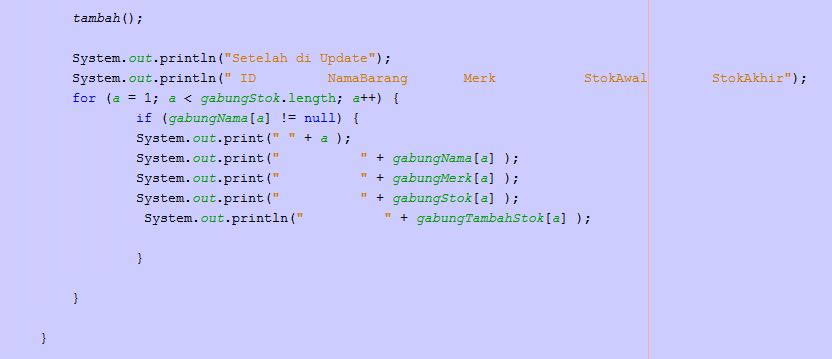 tambah();
System.out.println("Setelah di Update");
System.out.println(" ID         NamaBarang       Merk           StokAwal        StokAkhir");
for (a = 1; a < gabungStok.length; a++) {
if (gabungNama[a] != null) {
System.out.print(" " + a );
System.out.print("          " + gabungNama[a] );
System.out.print("          " + gabungMerk[a] );
System.out.print("          " + gabungStok[a] );
System.out.println("          " + gabungTambahStok[a] );
}
}
}